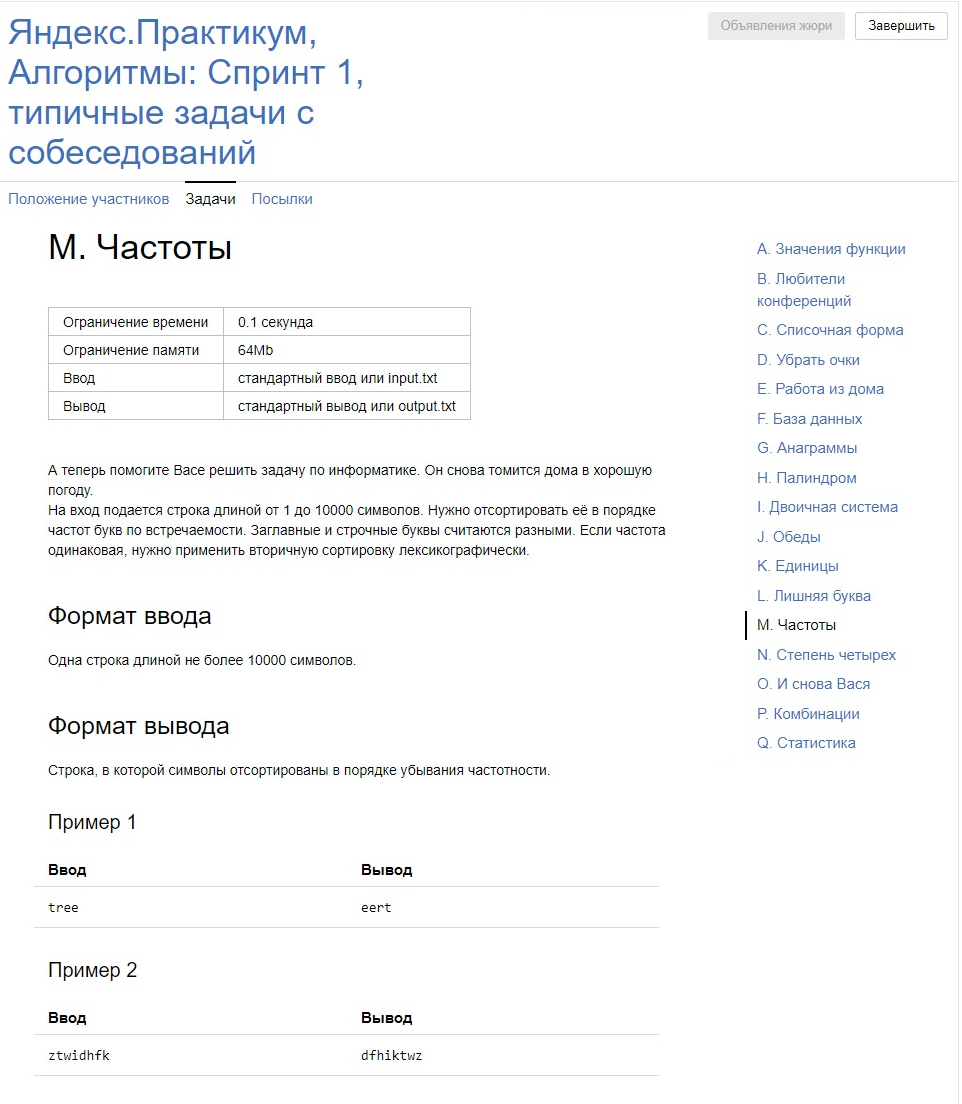 Яндекс.Практикум,
Алгоритмы: Спринт 1,
типичные задачи с
собеседований
Объявления жюри
Завершить
Положение участников Задачи Посылки
M. Частоты
Ограничение времени 0.1 секунда
Ограничение памяти 64Mb
Ввод стандартный ввод или input.txt
Вывод стандартный вывод или output.txt
А теперь помогите Васе решить задачу по информатике. Он снова томится дома в хорошую
погоду.
На вход подается строка длиной от 1 до 10000 символов. Нужно отсортировать её в порядке
частот букв по встречаемости. Заглавные и строчные буквы считаются разными. Если частота
одинаковая, нужно применить вторичную сортировку лексикографически.
Формат ввода
Одна строка длиной не более 10000 символов.
Формат вывода
Строка, в которой символы отсортированы в порядке убывания частотности.
Пример 1
Ввод Вывод
tree eert
Пример 2
Ввод Вывод
ztwidhfk dfhiktwz
A. Значения функции
B. Любители
конференций
C. Списочная форма
D. Убрать очки
E. Работа из дома
F. База данных
G. Анаграммы
H. Палиндром
I. Двоичная система
J. Обеды
K. Единицы
L. Лишняя буква
M. Частоты
N. Степень четырех
O. И снова Вася
P. Комбинации
Q. Статистика